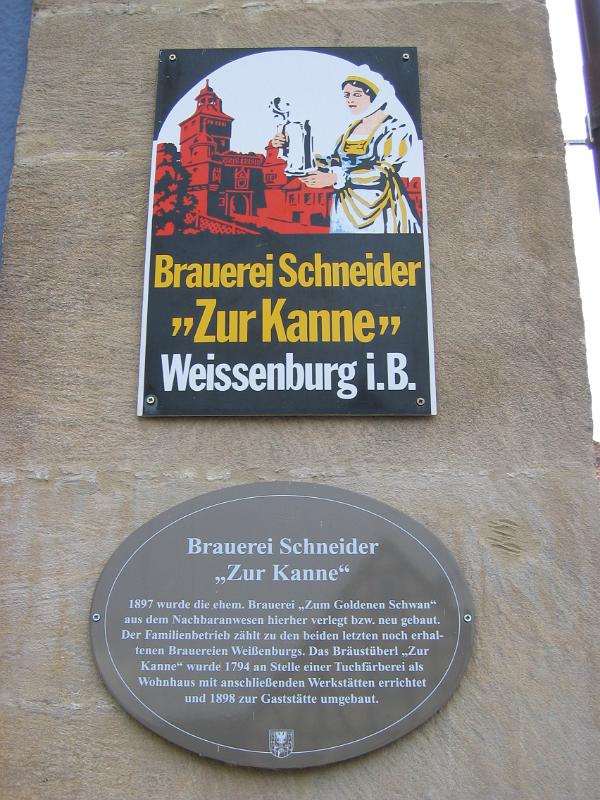 Brauerei Schneider
„Zur Kanne”
Weissenburg i.B.
Brauerei Schneider
„Zur Kanne“
1897 wurde die ehem. Brauerei „Zum Goldenen Schwan“
aus dem Nachbaranwesen hierher verlegt bzw. neu gebaut.
Der Familienbetrieb zählt zu den beiden letzten noch erhal-
tenen Brauereien Weißenburgs. Das Bräustüberl „Zur
Kanne“ wurde 1794 an Stelle einer Tuchfärberei als
Wohnhaus mit anschließenden Werkstätten errichtet
und 1898 zur Gaststätte umgebaut.